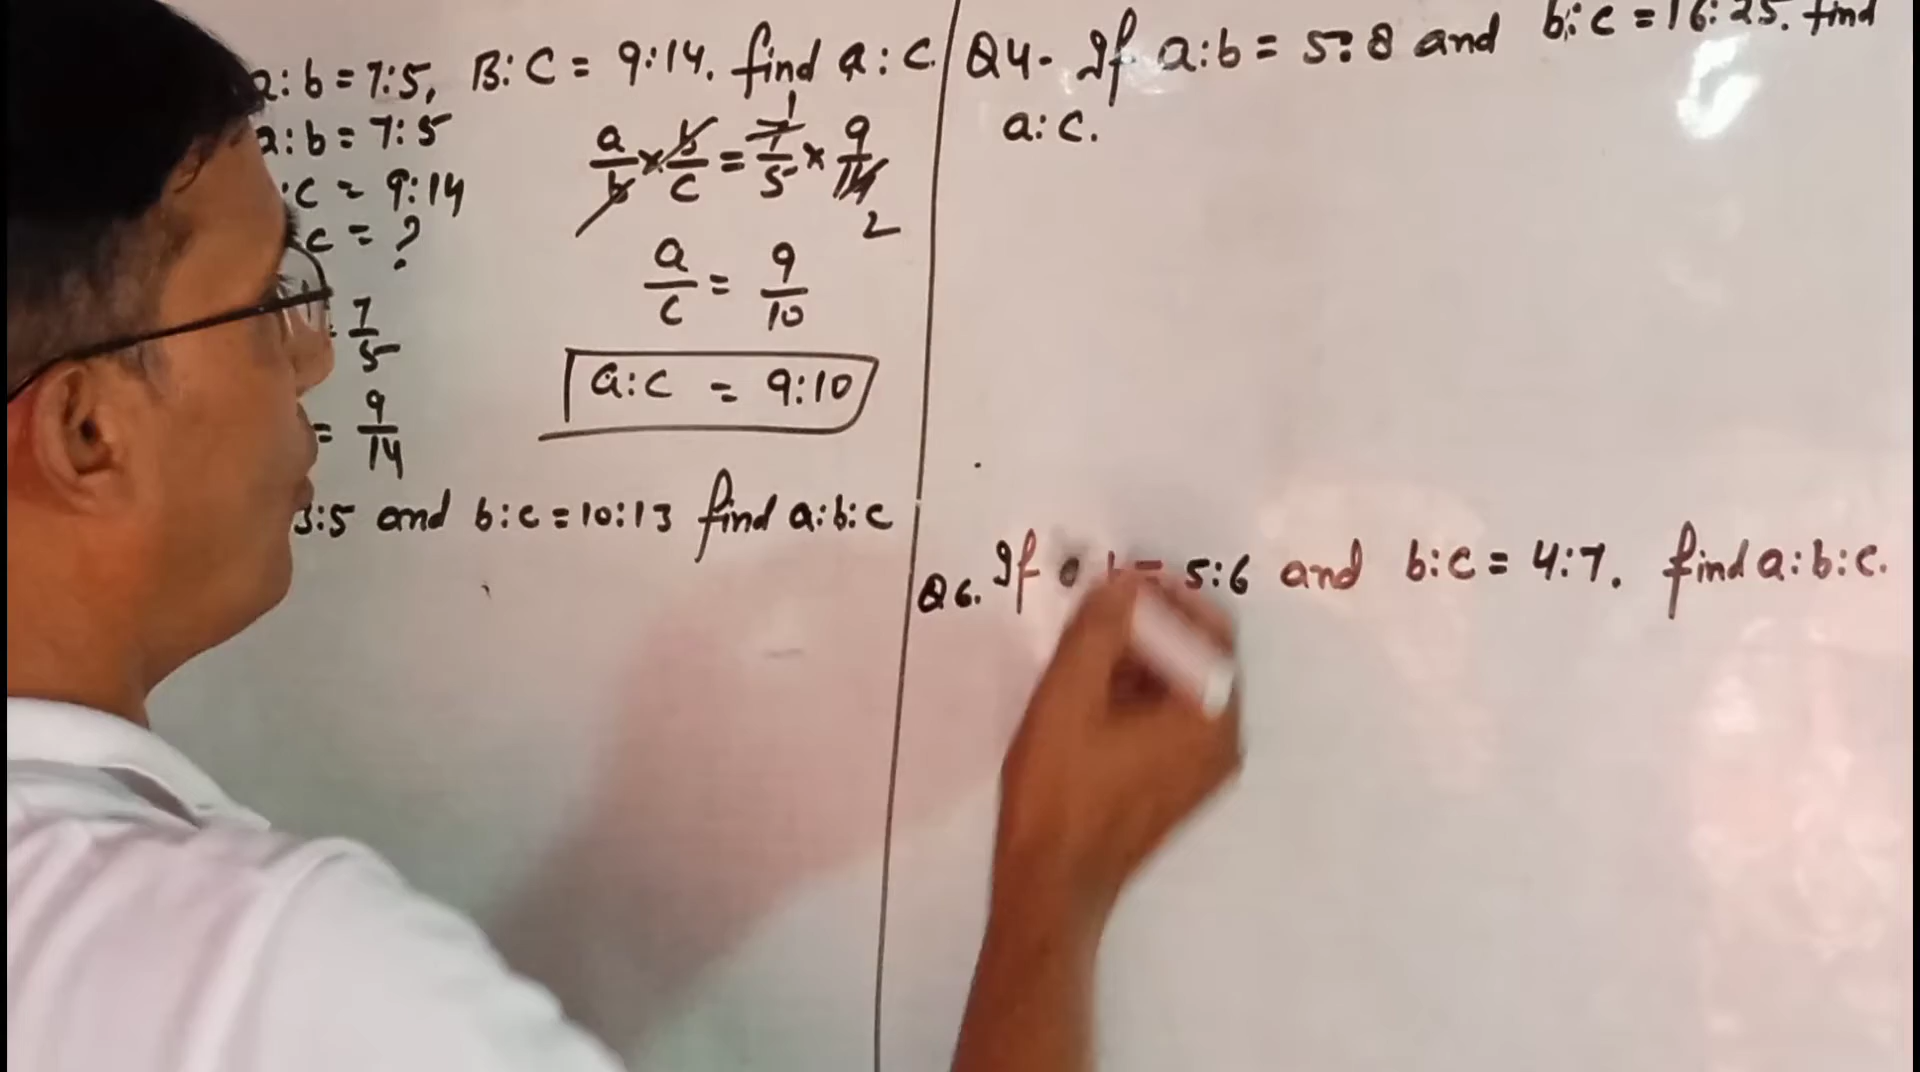 a:b = 7:5, B:C = 9:14. find a:c.
a:b = 7:5
:c = 9:14
c = ?
7/5
= 9/14
a/b × b/c = 7/5 × 9/14
1
2
a/c = 9/10
a:c = 9:10
3:5 and b:c = 10:13 find a:b:c
Q4- If a:b = 5:8 and b:c = 16:25. find
a:c.
Q6. If = 5:6 and b:c = 4:7. find a:b:c.